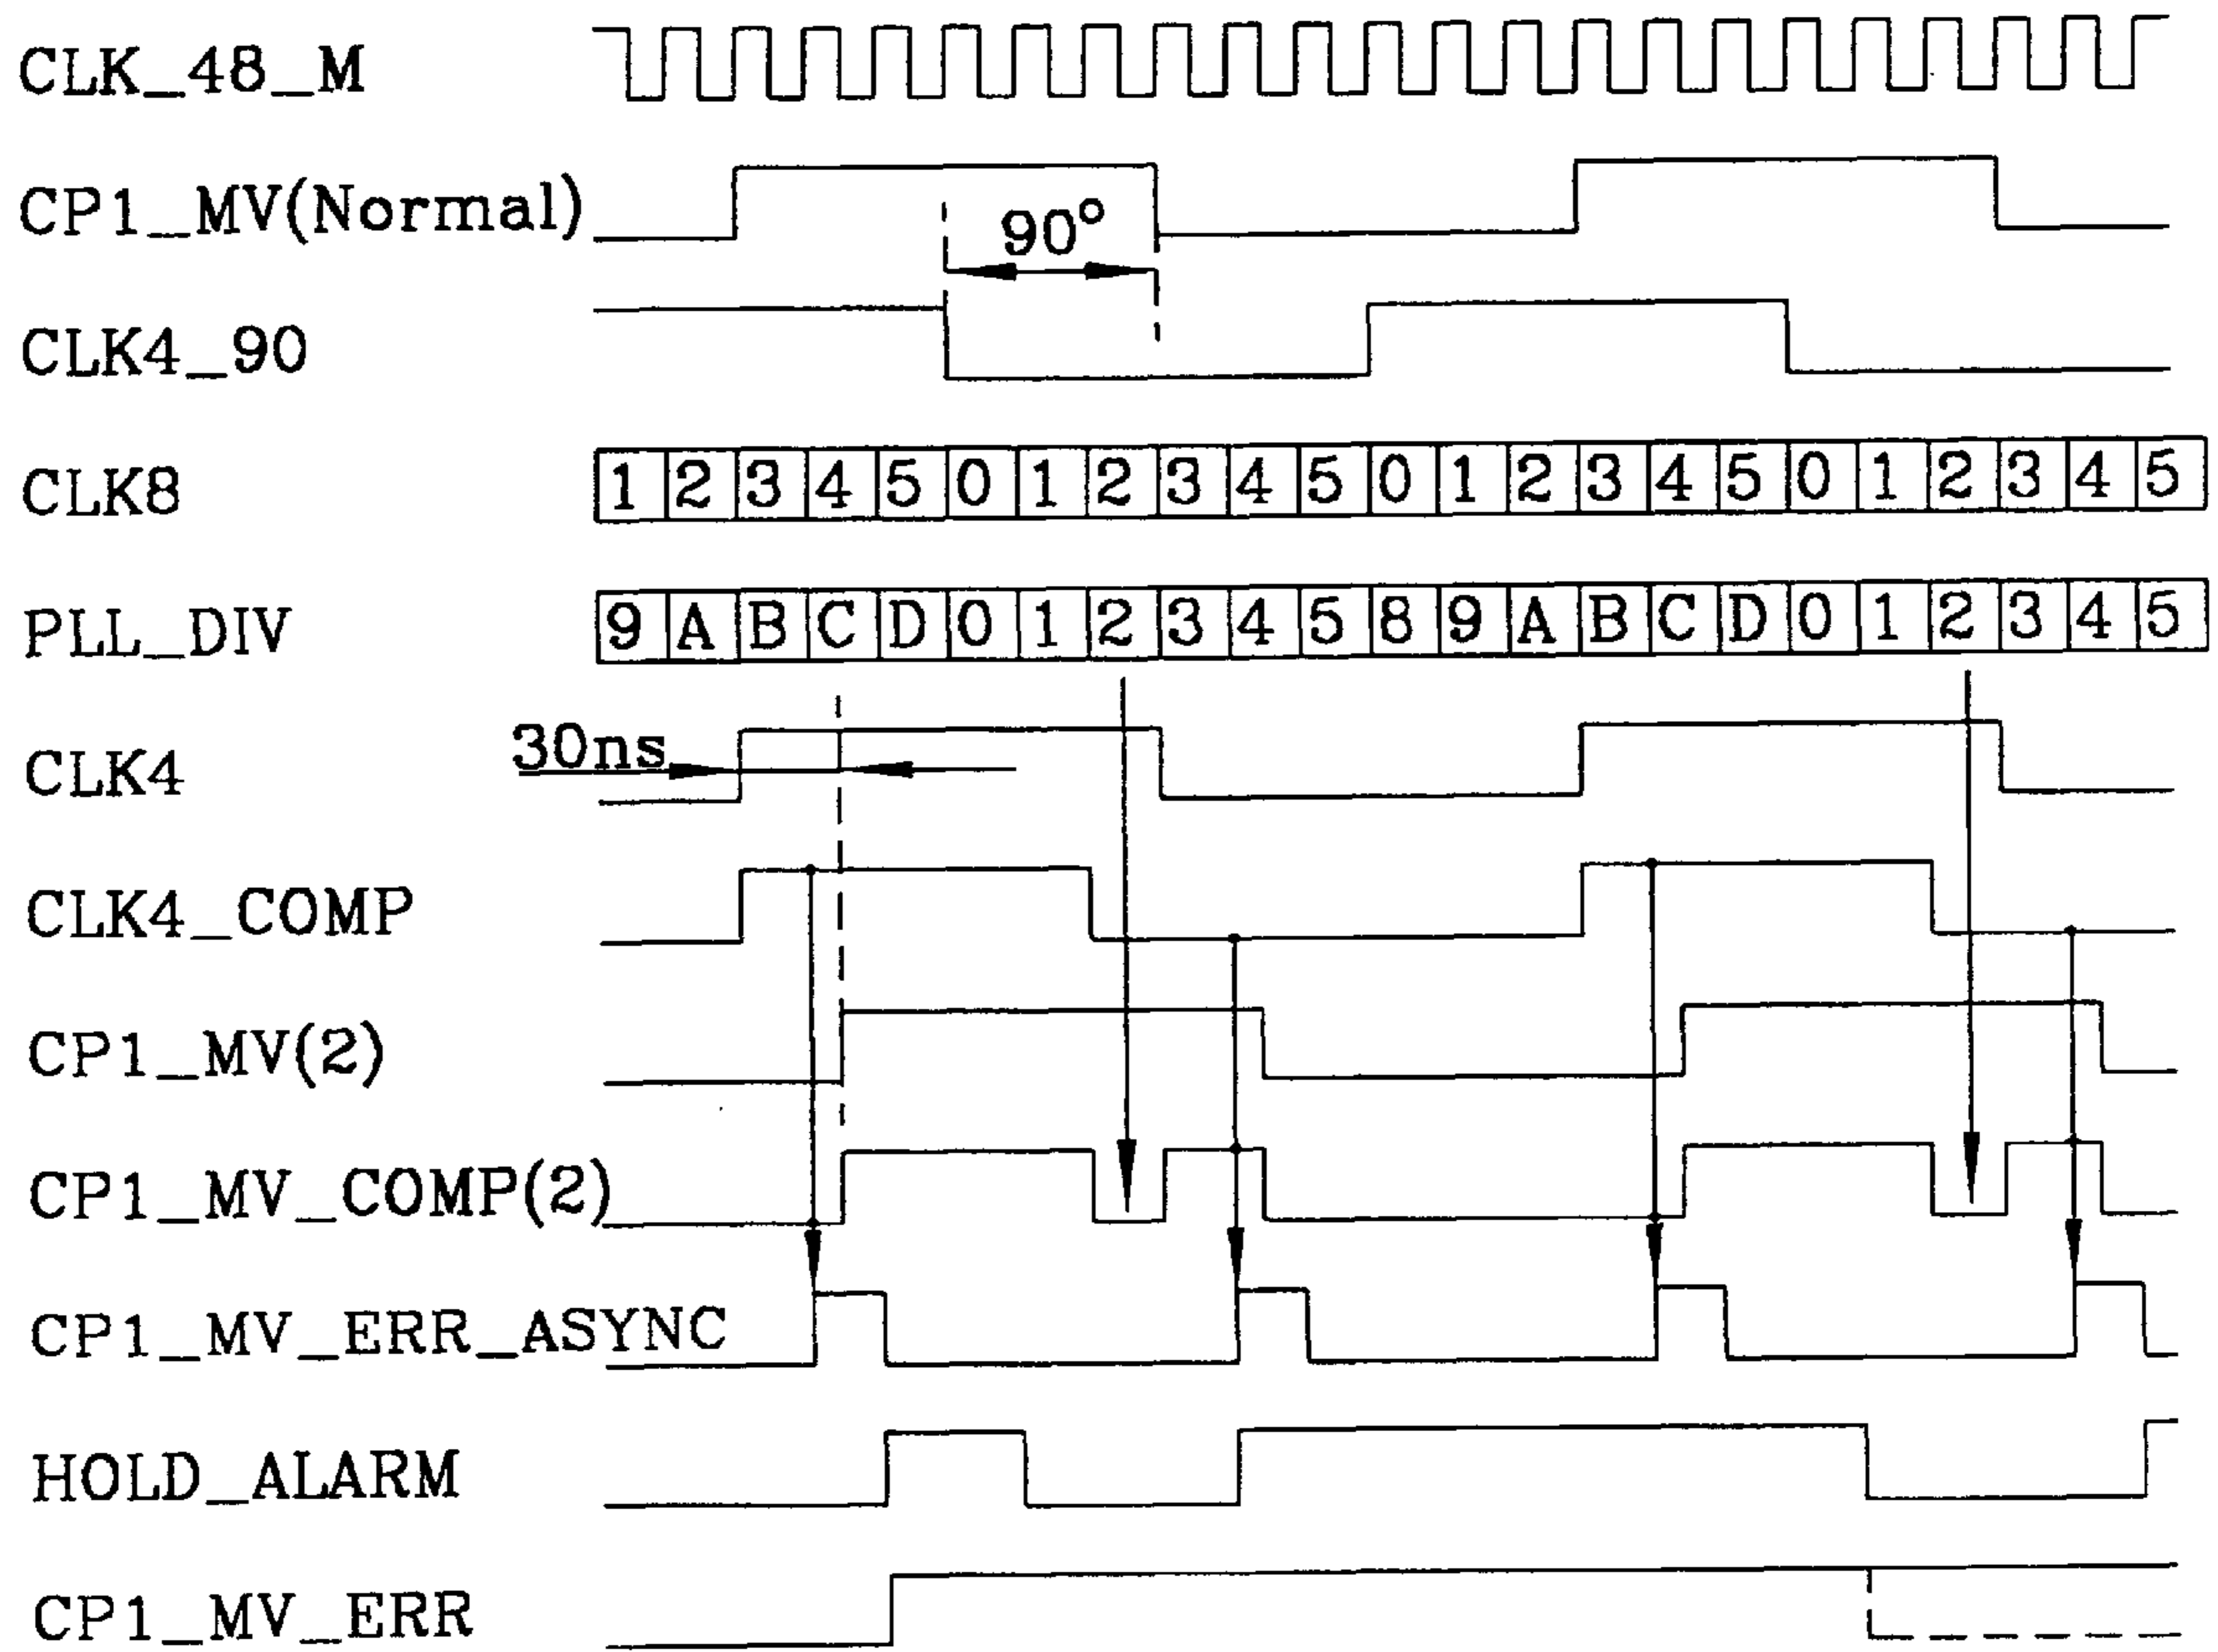 CLK_48_M
CP1_MV(Normal)
90°
CLK4_90
CLK8 1 2 3 4 5 0 1 2 3 4 5 0 1 2 3 4 5 0 1 2 3 4 5
PLL_DIV 9 A B C D 0 1 2 3 4 5 8 9 A B C D 0 1 2 3 4 5
30ns
CLK4
CLK4_COMP
CP1_MV(2)
CP1_MV_COMP(2)
CP1_MV_ERR_ASYNC
HOLD_ALARM
CP1_MV_ERR